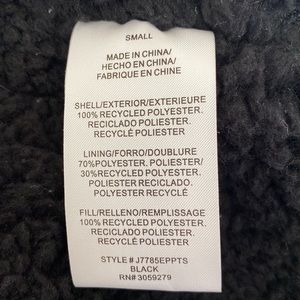 SMALL
MADE IN CHINA/
HECHO EN CHINA/
FABRIQUE EN CHINE
SHELL/EXTERIOR/EXTERIEURE
100% RECYCLED POLYESTER.
RECICLADO POLIESTER.
RECYCLÉ POLIESTER
LINING/FORRO/DOUBLURE
70%POLYESTER. POLIESTER/
30%RECYCLED POLYESTER.
POLIESTER RECICLADO.
POLYESTER RECYCLÉ
FILL/RELLENO/REMPLISSAGE
100% RECYCLED POLYESTER.
RECICLADO POLIESTER.
RECYCLÉ POLIESTER
STYLE # J7785EPPTS
BLACK
RN# 3059279